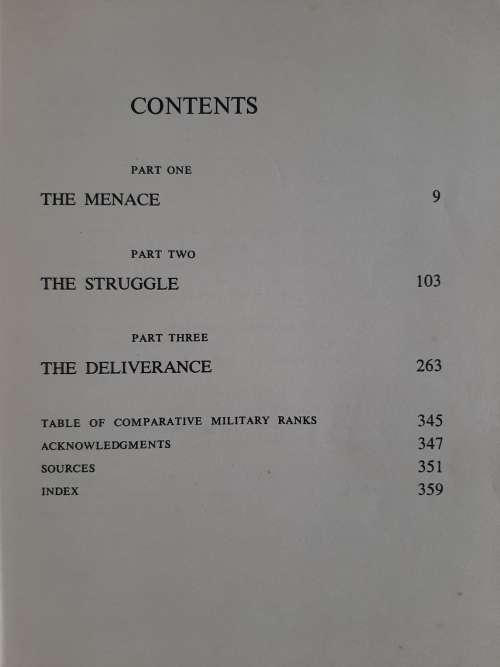 CONTENTS
PART ONE
THE MENACE 9
PART TWO
THE STRUGGLE 103
PART THREE
THE DELIVERANCE 263
TABLE OF COMPARATIVE MILITARY RANKS 345
ACKNOWLEDGMENTS 347
SOURCES 351
INDEX 359